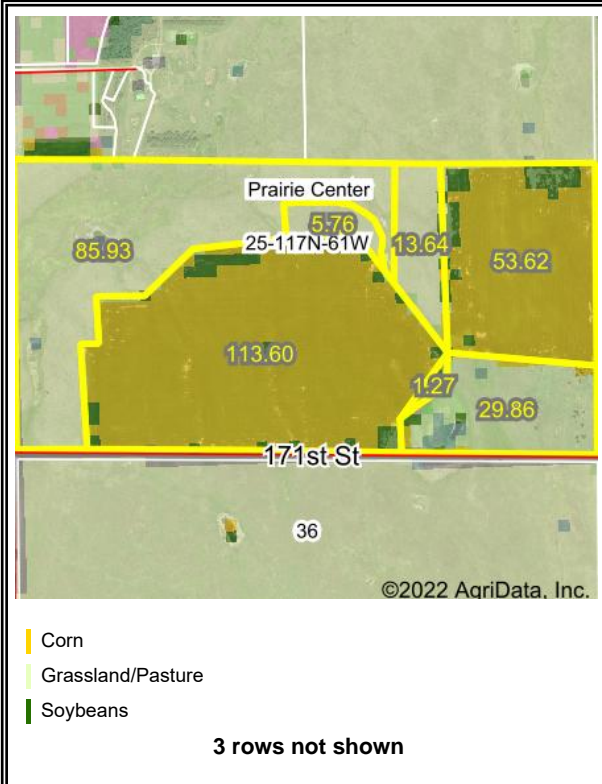 Prairie Center
5.76
25-117N-61W
85.93
13.64
53.62
113.60
1.27
29.86
171st St
36
©2022 AgriData, Inc.
Corn
Grassland/Pasture
Soybeans
3 rows not shown